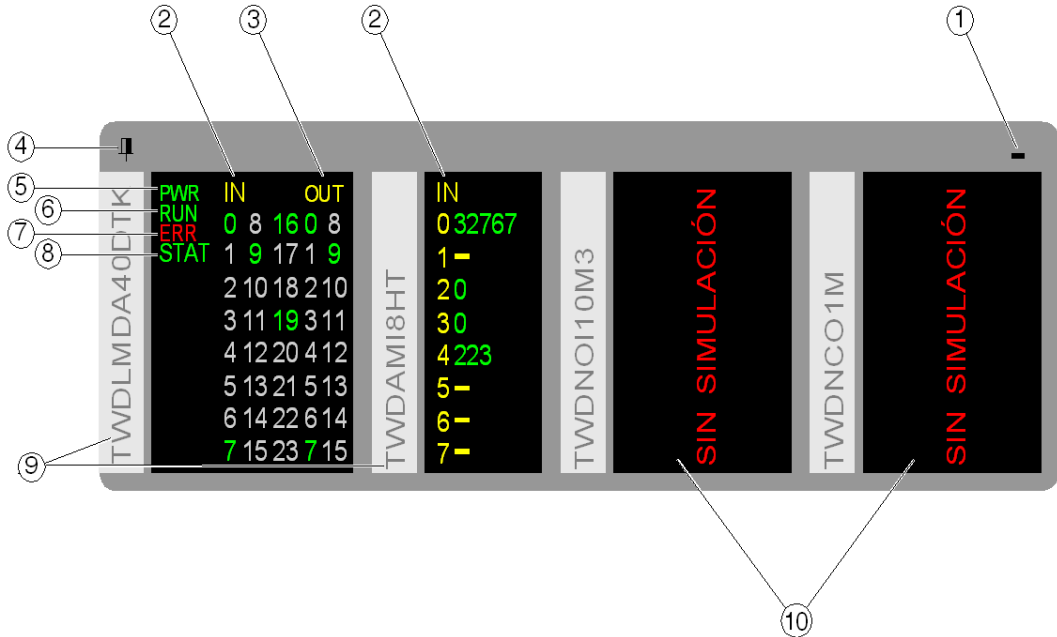 2 3 2 1
4
5
6
7
8
9
10
TWDLMDA40DTK
PWR
RUN
ERR
STAT
IN OUT
0 8 16 0 8
1 9 17 1 9
2 10 18 2 10
3 11 19 3 11
4 12 20 4 12
5 13 21 5 13
6 14 22 6 14
7 15 23 7 15
TWDAMI8HT
IN
0 32767
1 -
2 0
3 0
4 223
5 -
6 -
7 -
TWDNOI10M3
SIN SIMULACIÓN
TWDNCO1M
SIN SIMULACIÓN